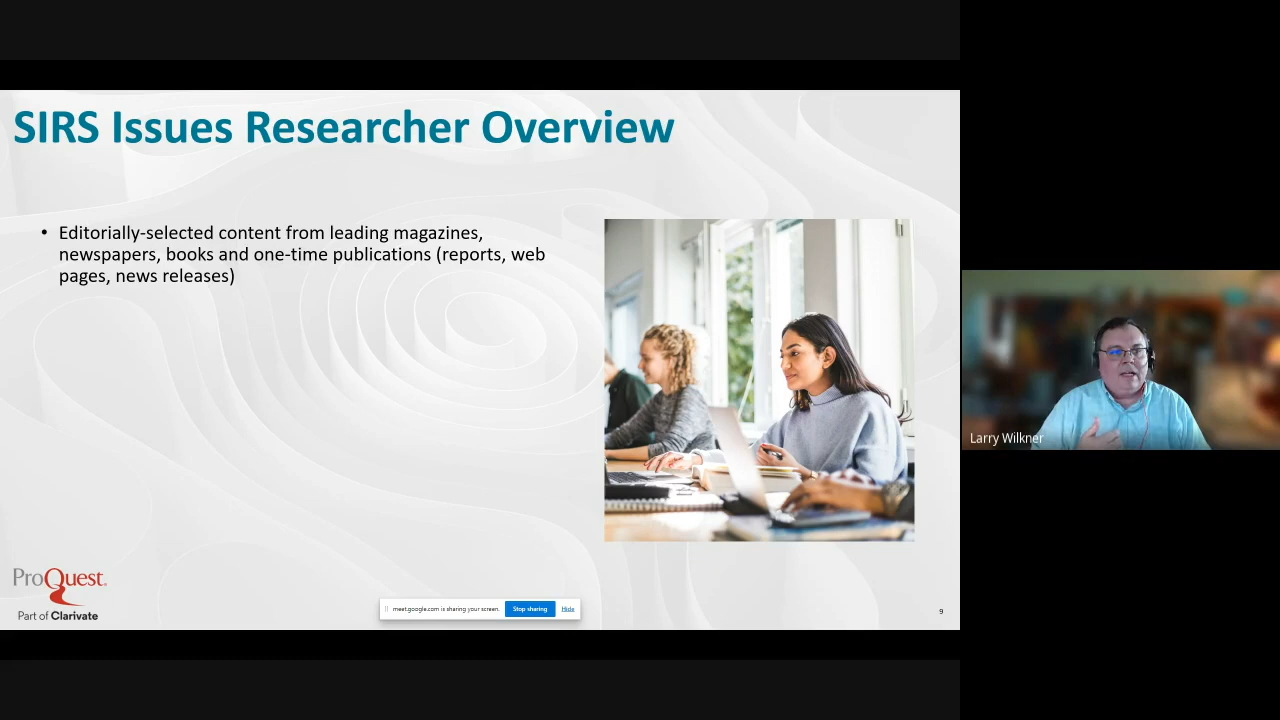 SIRS Issues Researcher Overview
• Editorially-selected content from leading magazines,
newspapers, books and one-time publications (reports, web
pages, news releases)
Larry Wilkner
ProQuest.
Part of Clarivate
meet.google.com is sharing your screen.
Stop sharing
Hide
9